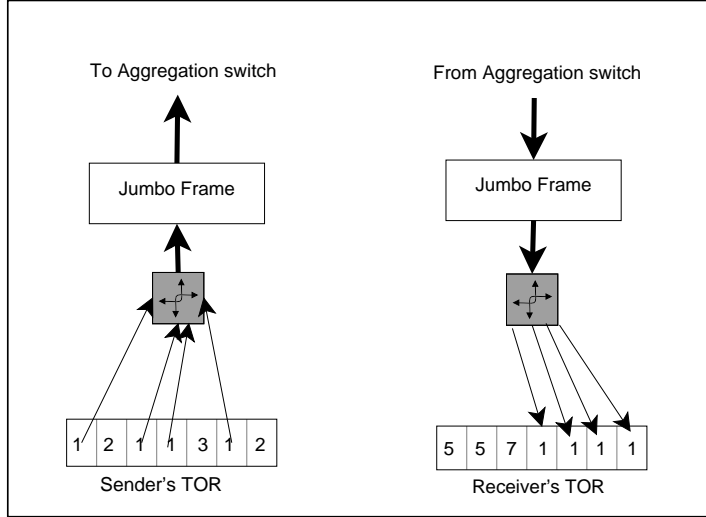 To Aggregation switch
Jumbo Frame
1 2 1 1 3 1 2
Sender's TOR
From Aggregation switch
Jumbo Frame
5 5 7 1 1 1 1
Receiver's TOR